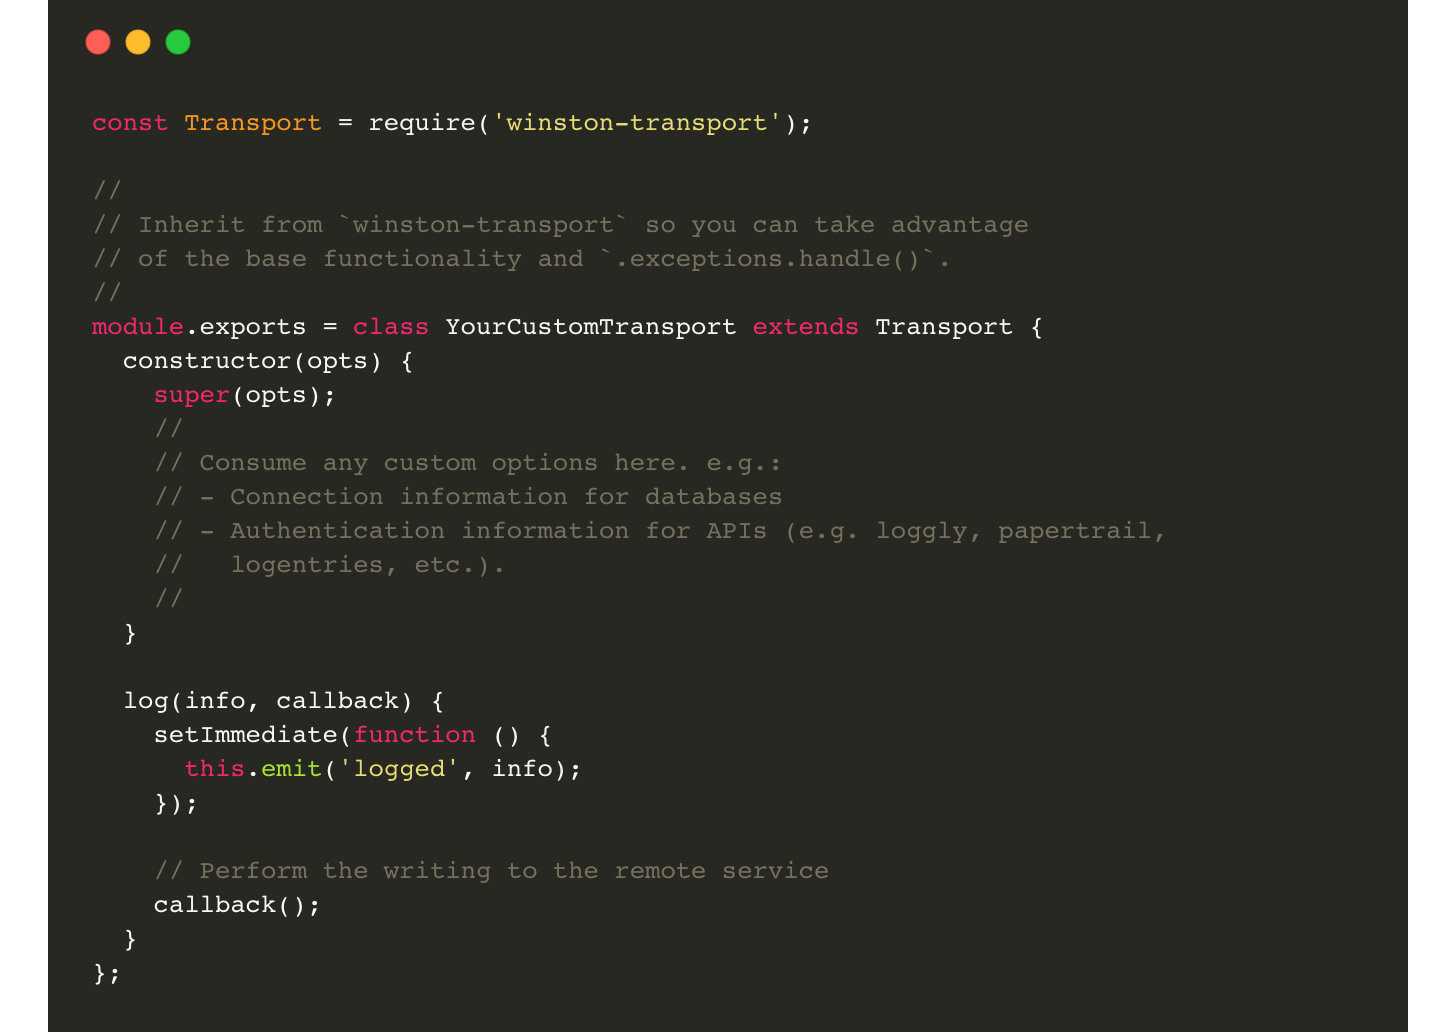 const Transport = require('winston-transport');

//
// Inherit from `winston-transport` so you can take advantage
// of the base functionality and `.exceptions.handle()`.
//
module.exports = class YourCustomTransport extends Transport {
  constructor(opts) {
    super(opts);
    //
    // Consume any custom options here. e.g.:
    // - Connection information for databases
    // - Authentication information for APIs (e.g. loggly, papertrail,
    //   logentries, etc.).
    //
  }

  log(info, callback) {
    setImmediate(function () {
      this.emit('logged', info);
    });

    // Perform the writing to the remote service
    callback();
  }
};